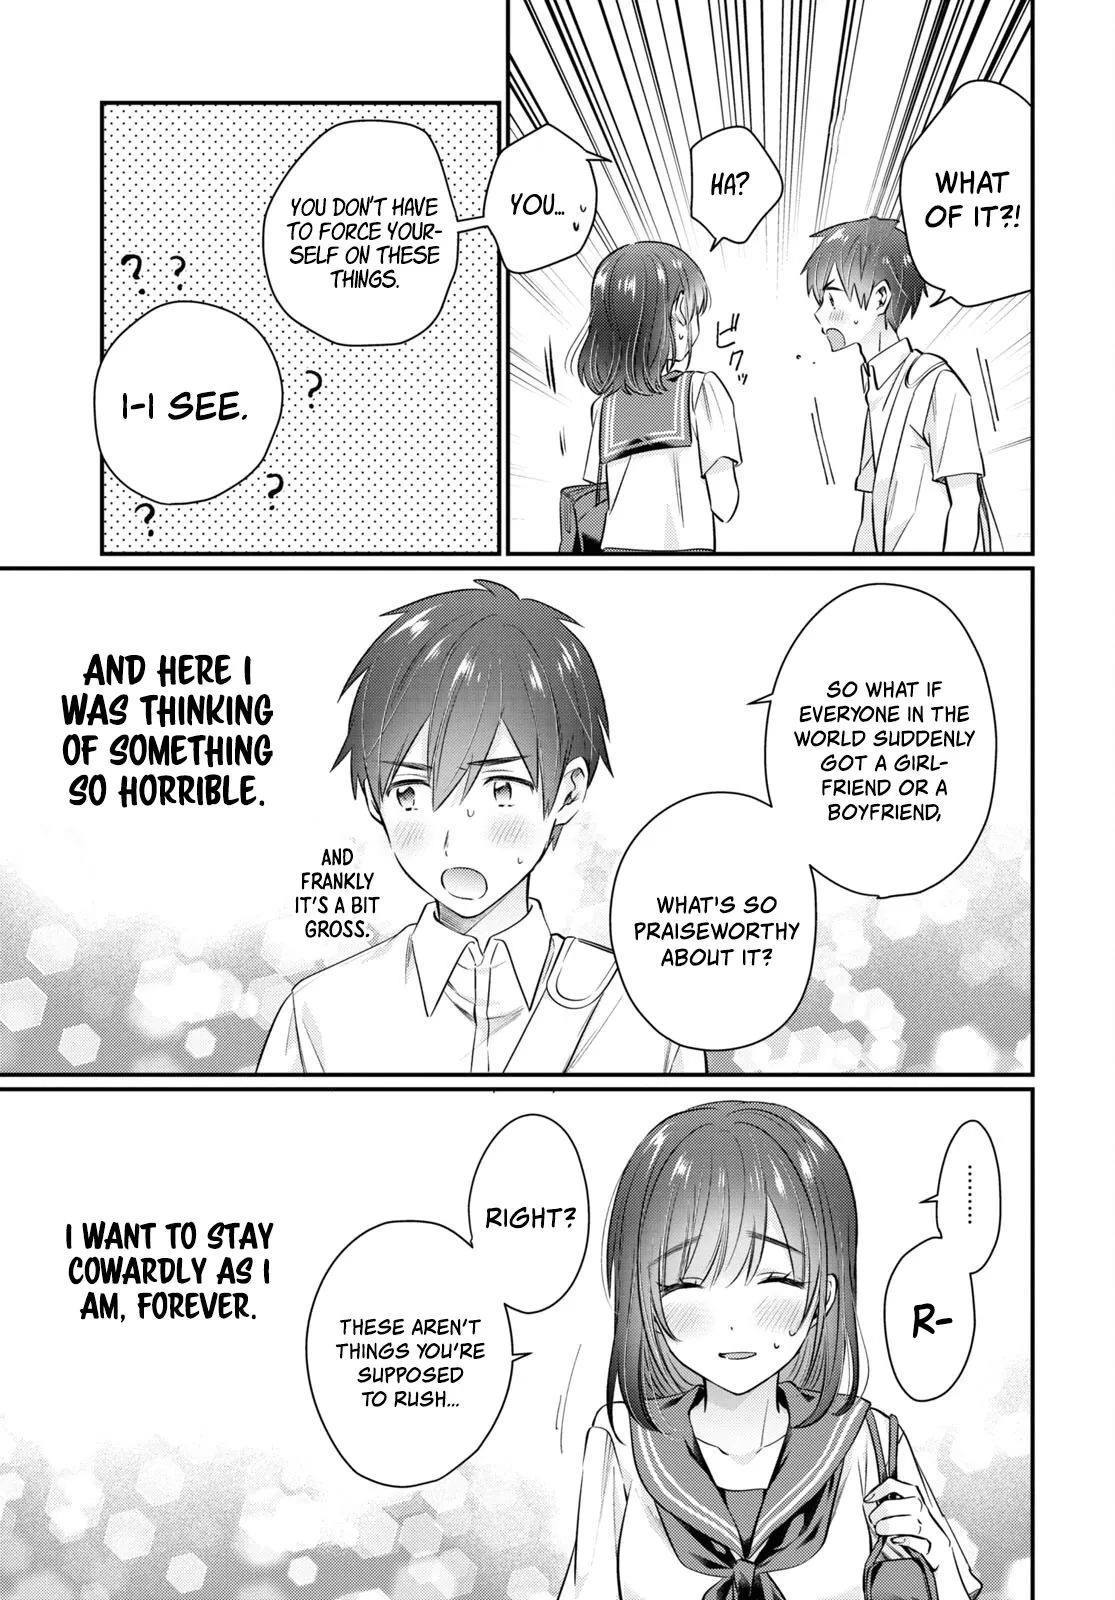 WHAT
OF IT?!
HA?
ビクッ
YOU...
YOU DON'T HAVE
TO FORCE YOUR-
SELF ON THESE
THINGS.
?
?
?
?
?
I-I SEE.
SO WHAT IF
EVERYONE IN THE
WORLD SUDDENLY
GOT A GIRL-
FRIEND OR A
BOYFRIEND,
WHAT'S SO
PRAISEWORTHY
ABOUT IT?
AND
FRANKLY
IT'S A BIT
GROSS.
AND HERE I
WAS THINKING
OF SOMETHING
SO HORRIBLE.
..........
R-
RIGHT?
THESE AREN'T
THINGS YOU'RE
SUPPOSED
TO RUSH...
I WANT TO STAY
COWARDLY AS I
AM, FOREVER.